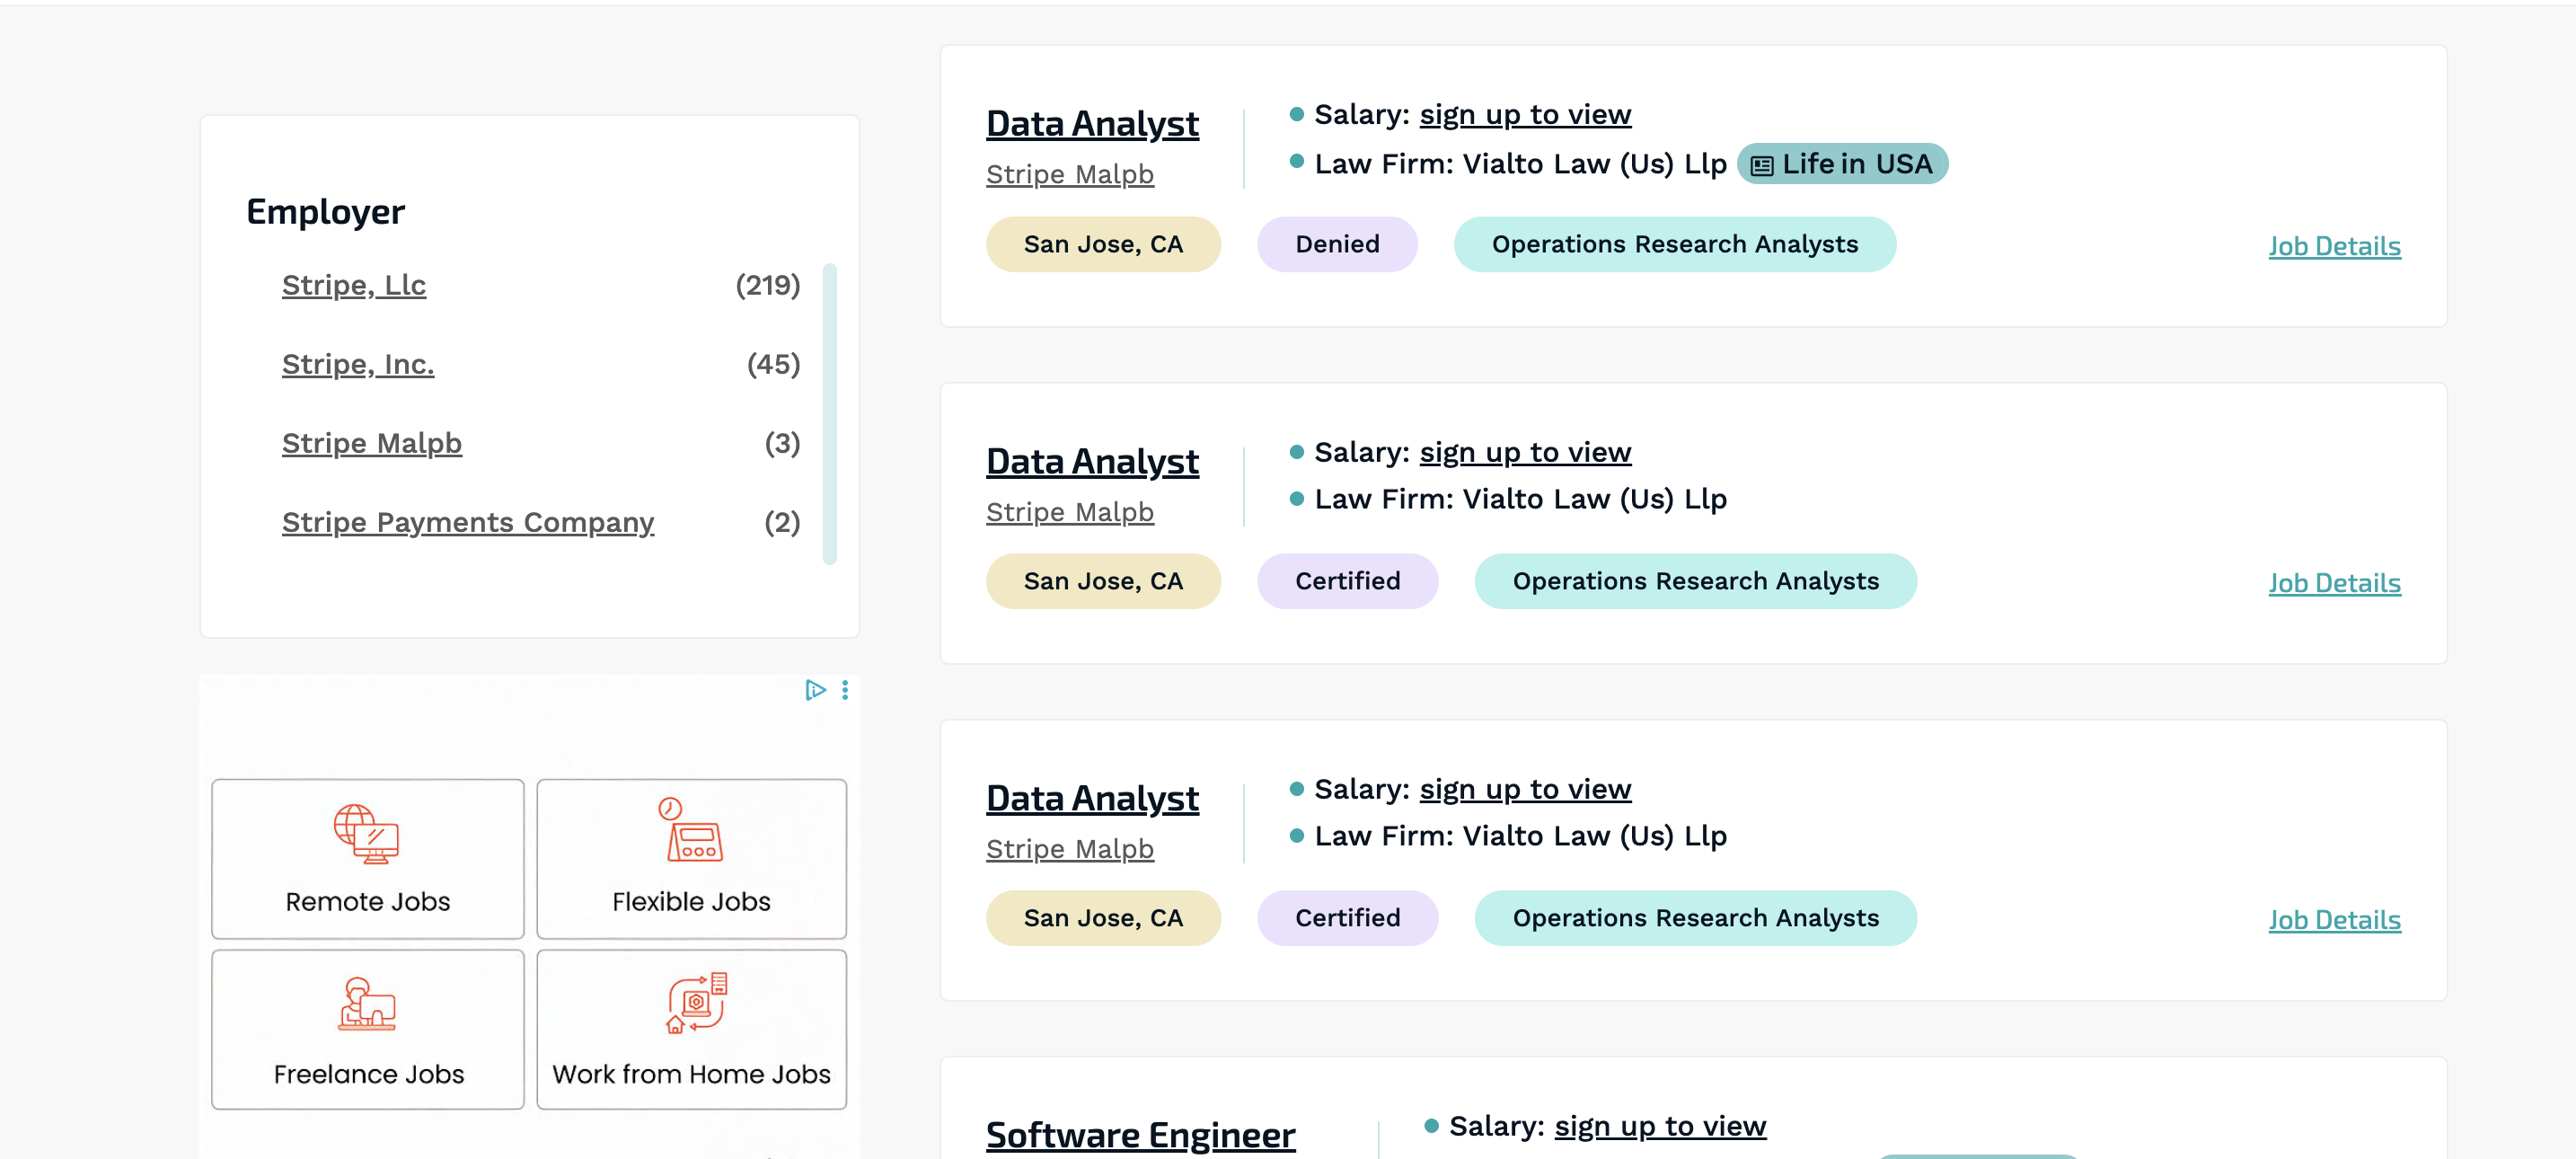 Employer
Stripe, Llc (219)
Stripe, Inc. (45)
Stripe Malpb (3)
Stripe Payments Company (2)
Remote Jobs
Flexible Jobs
Freelance Jobs
Work from Home Jobs
Data Analyst
Stripe Malpb
Salary: sign up to view
Law Firm: Vialto Law (Us) Llp Life in USA
San Jose, CA Denied Operations Research Analysts Job Details
Data Analyst
Stripe Malpb
Salary: sign up to view
Law Firm: Vialto Law (Us) Llp
San Jose, CA Certified Operations Research Analysts Job Details
Data Analyst
Stripe Malpb
Salary: sign up to view
Law Firm: Vialto Law (Us) Llp
San Jose, CA Certified Operations Research Analysts Job Details
Software Engineer
Salary: sign up to view